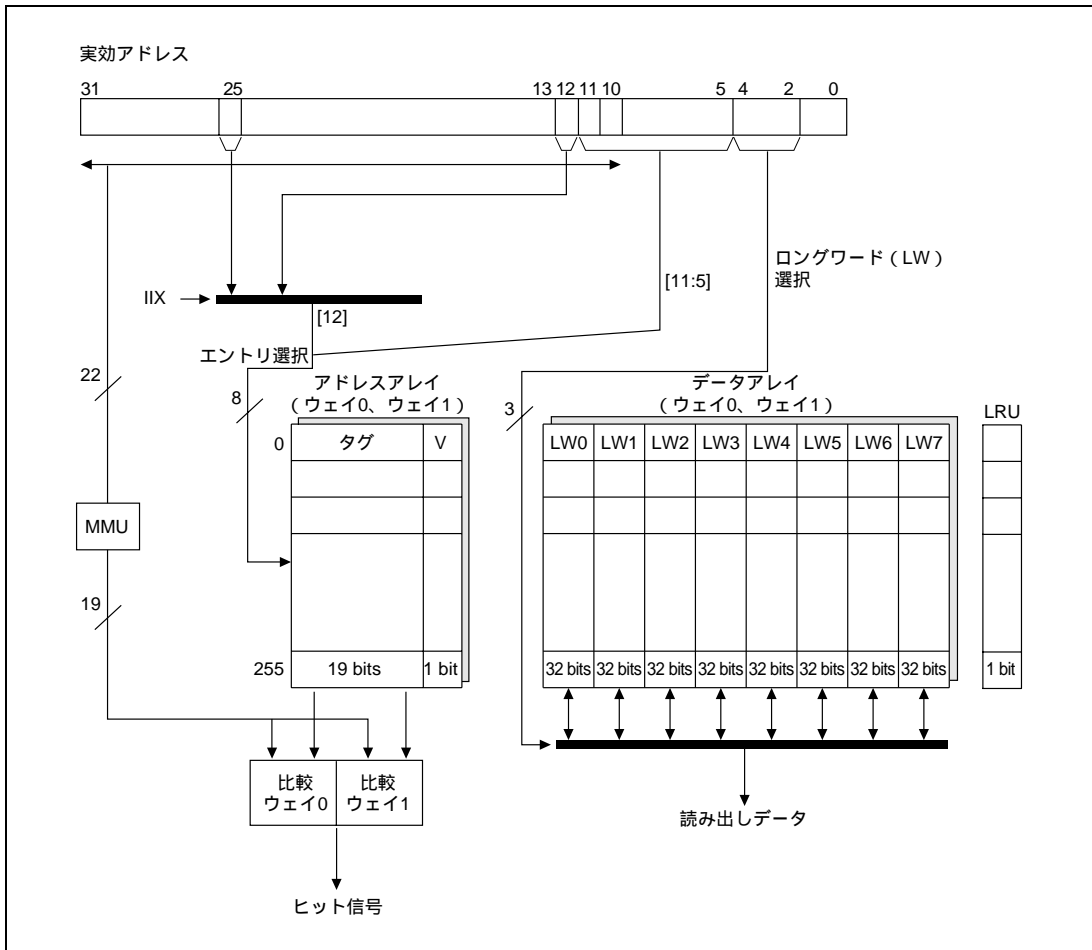 実効アドレス
31 25 13 12 11 10 5 4 2 0
ロングワード（LW）
選択
[11:5]
IIX
[12]
エントリ選択
22
8
アドレスアレイ
（ウェイ0、ウェイ1）
3
データアレイ
（ウェイ0、ウェイ1）
LRU
0 タグ V
LW0 LW1 LW2 LW3 LW4 LW5 LW6 LW7
MMU
19
255 19 bits 1 bit
32 bits 32 bits 32 bits 32 bits 32 bits 32 bits 32 bits 32 bits
1 bit
比較
ウェイ0
比較
ウェイ1
読み出しデータ
ヒット信号